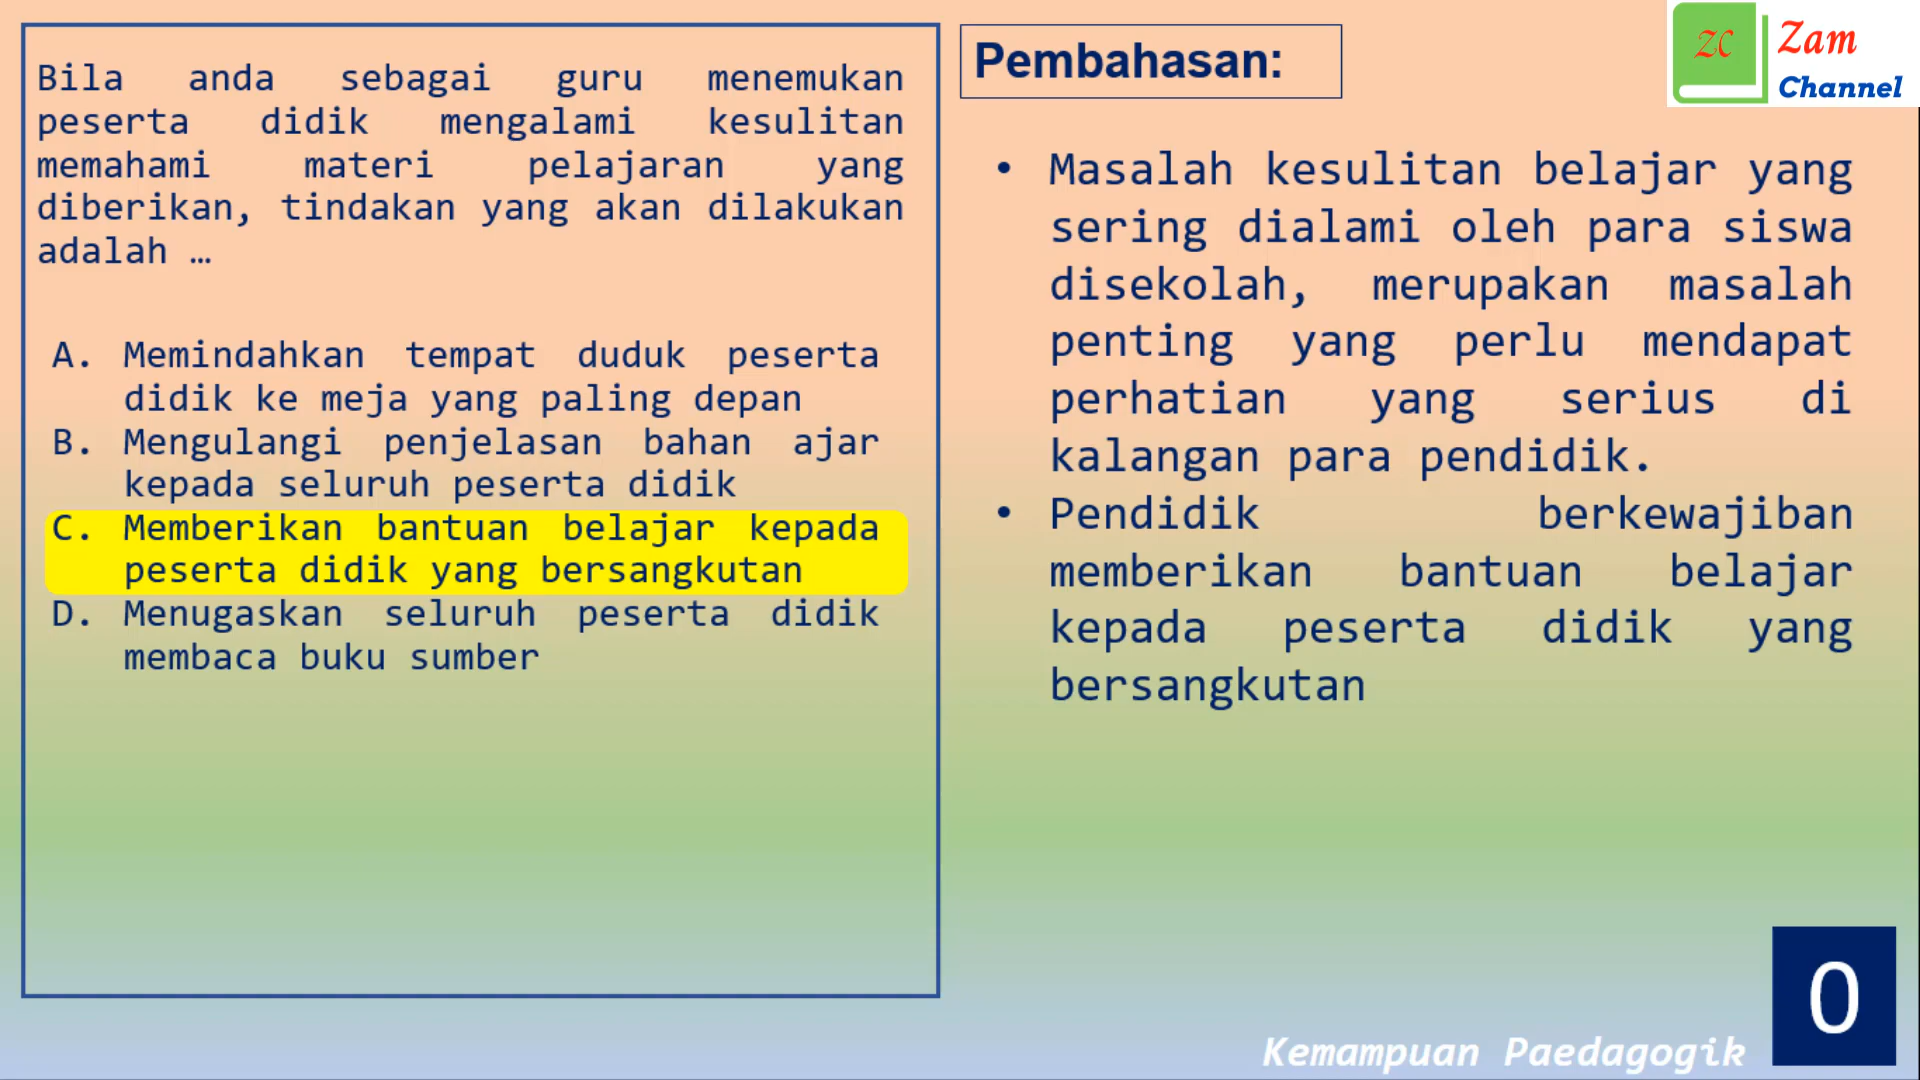 Bila anda sebagai guru menemukan
peserta didik mengalami kesulitan
memahami materi pelajaran yang
diberikan, tindakan yang akan dilakukan
adalah …
A. Memindahkan tempat duduk peserta
didik ke meja yang paling depan
B. Mengulangi penjelasan bahan ajar
kepada seluruh peserta didik
C. Memberikan bantuan belajar kepada
peserta didik yang bersangkutan
D. Menugaskan seluruh peserta didik
membaca buku sumber
Pembahasan:
• Masalah kesulitan belajar yang
sering dialami oleh para siswa
disekolah, merupakan masalah
penting yang perlu mendapat
perhatian yang serius di
kalangan para pendidik.
• Pendidik berkewajiban
memberikan bantuan belajar
kepada peserta didik yang
bersangkutan
ZC Zam
Channel
0
Kemampuan Paedagogik